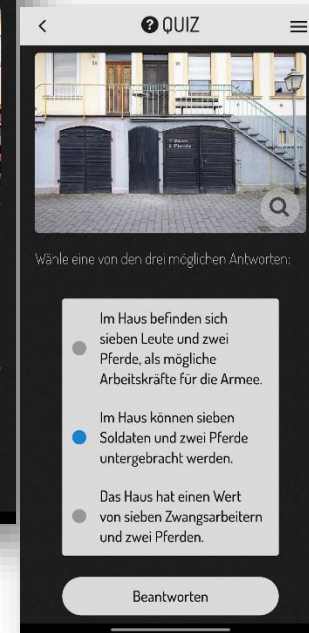 QUIZ
Wähle eine von den drei möglichen Antworten:
Im Haus befinden sich
sieben Leute und zwei
Pferde, als mögliche
Arbeitskräfte für die Armee.
Im Haus können sieben
Soldaten und zwei Pferde
untergebracht werden.
Das Haus hat einen Wert
von sieben Zwangsarbeitern
und zwei Pferden.
Beantworten